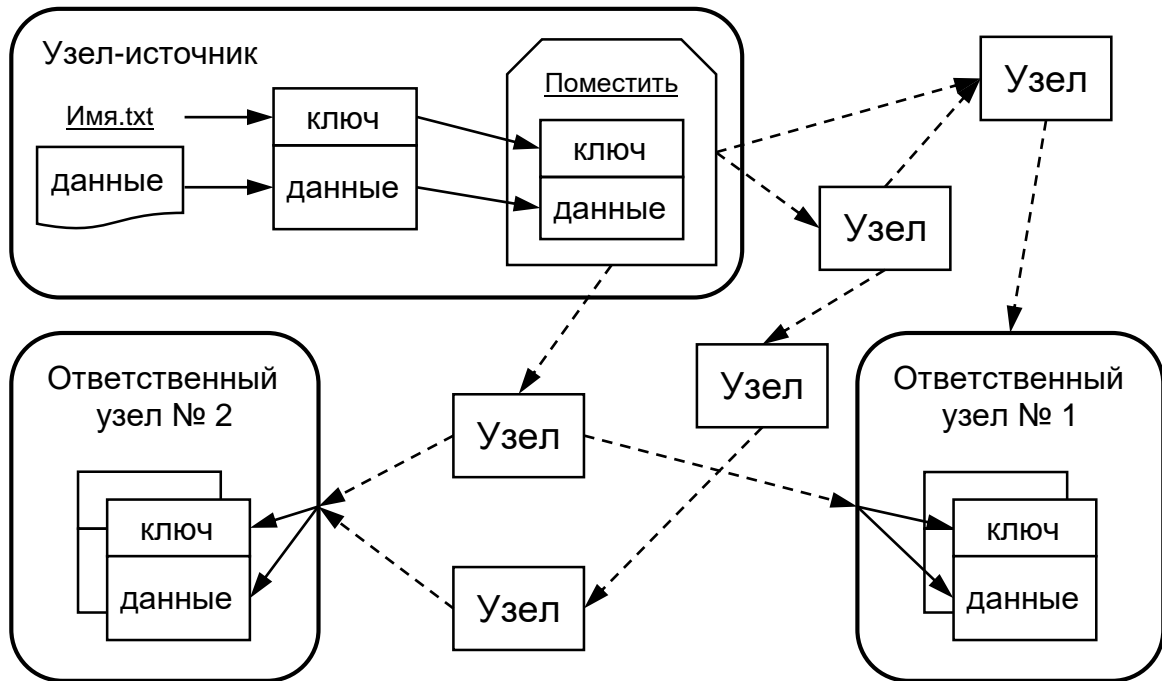 Узел-источник
Имя.txt
данные
ключ
данные
Поместить
ключ
данные
Узел
Узел
Узел
Узел
Узел
Ответственный
узел № 2
ключ
данные
Ответственный
узел № 1
ключ
данные